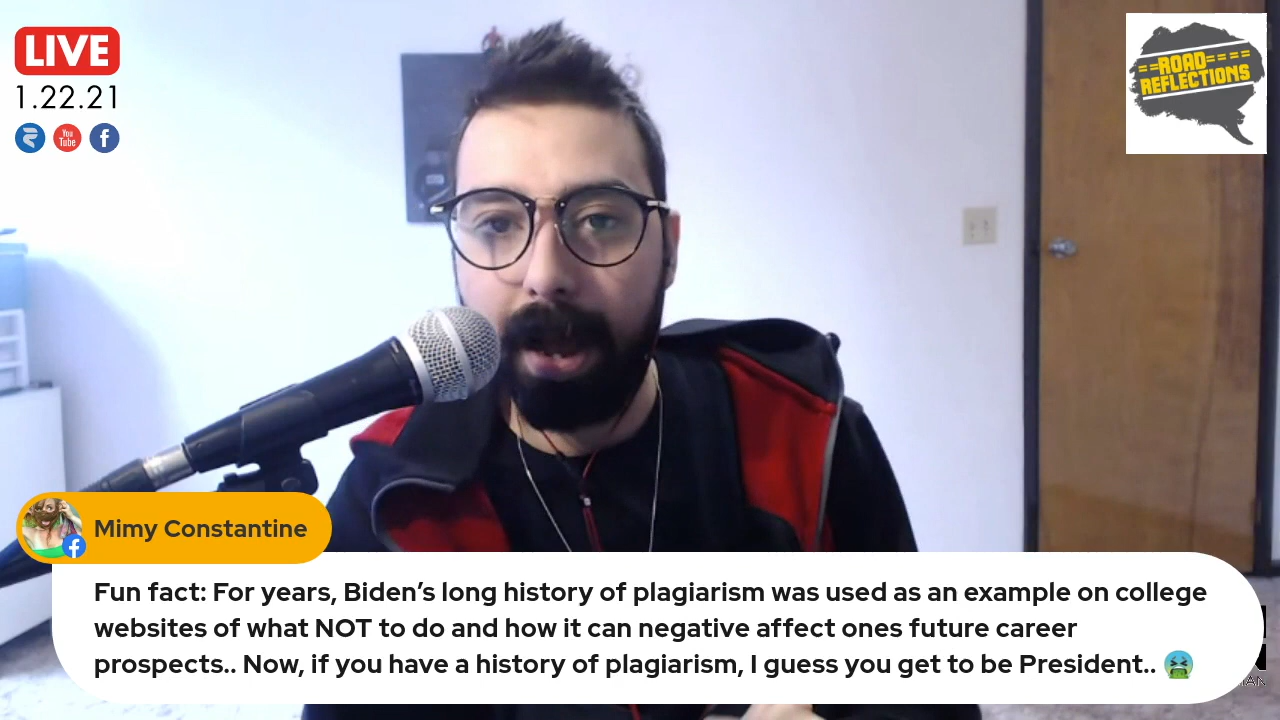 LIVE
1.22.21
You
Tube
f
==ROAD====
REFLECTIONS
Mimy Constantine
Fun fact: For years, Biden’s long history of plagiarism was used as an example on college
websites of what NOT to do and how it can negative affect ones future career
prospects.. Now, if you have a history of plagiarism, I guess you get to be President.. 🤮